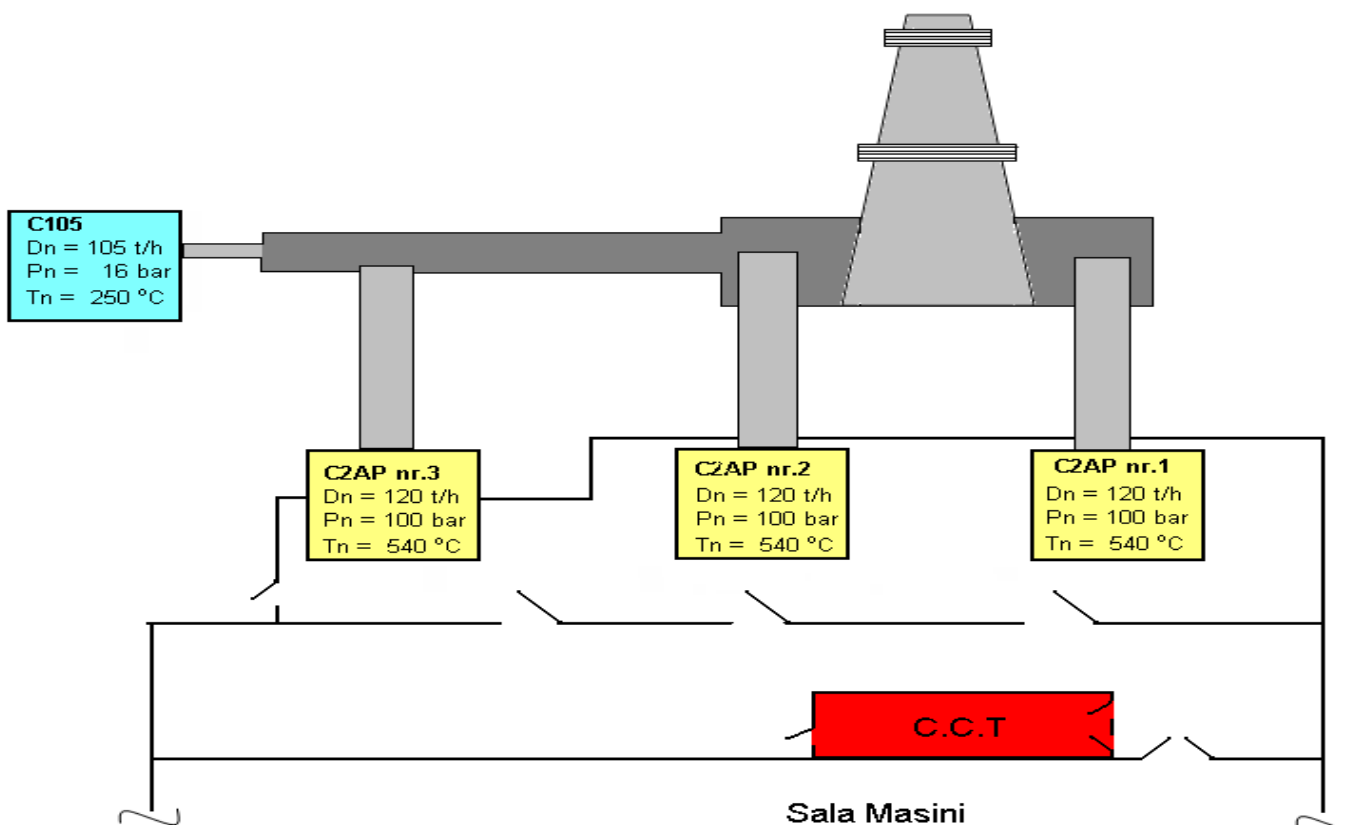 C105
Dn = 105 t/h
Pn = 16 bar
Tn = 250 °C
C2AP nr.3
Dn = 120 t/h
Pn = 100 bar
Tn = 540 °C
C2AP nr.2
Dn = 120 t/h
Pn = 100 bar
Tn = 540 °C
C2AP nr.1
Dn = 120 t/h
Pn = 100 bar
Tn = 540 °C
C.C.T
Sala Masini